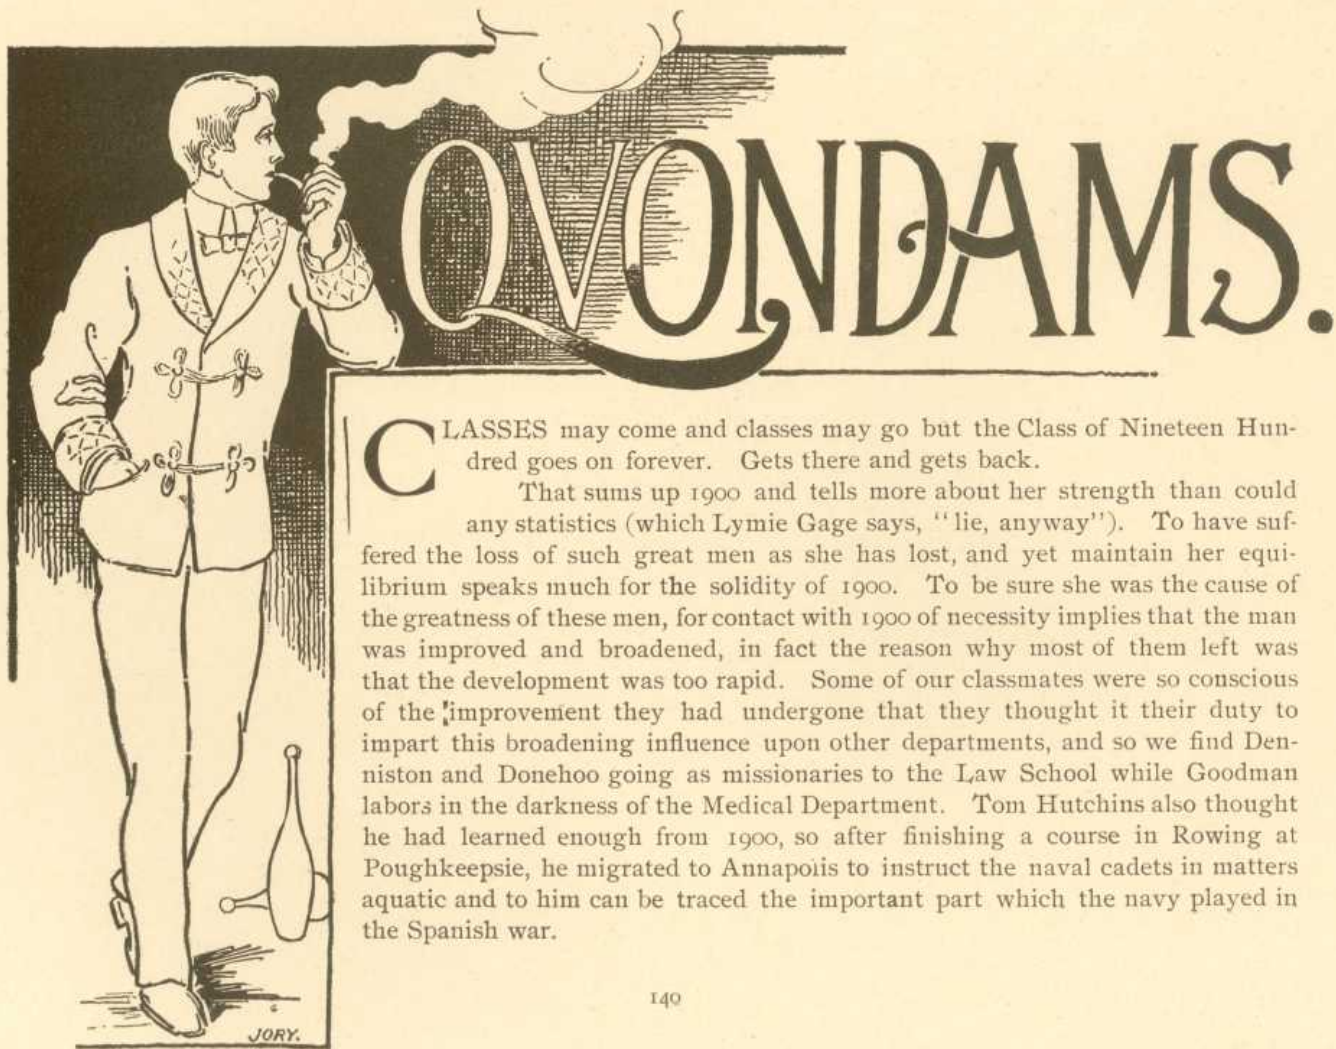 QVONDAMS.
CLASSES may come and classes may go but the Class of Nineteen Hun-
dred goes on forever. Gets there and gets back.
That sums up 1900 and tells more about her strength than could
any statistics (which Lymie Gage says, "lie, anyway"). To have suf-
fered the loss of such great men as she has lost, and yet maintain her equi-
librium speaks much for the solidity of 1900. To be sure she was the cause of
the greatness of these men, for contact with 1900 of necessity implies that the man
was improved and broadened, in fact the reason why most of them left was
that the development was too rapid. Some of our classmates were so conscious
of the improvement they had undergone that they thought it their duty to
impart this broadening influence upon other departments, and so we find Den-
niston and Donehoo going as missionaries to the Law School while Goodman
labors in the darkness of the Medical Department. Tom Hutchins also thought
he had learned enough from 1900, so after finishing a course in Rowing at
Poughkeepsie, he migrated to Annapolis to instruct the naval cadets in matters
aquatic and to him can be traced the important part which the navy played in
the Spanish war.
140
JORY.